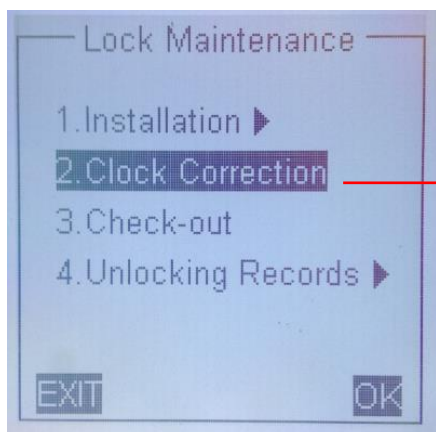 Lock Maintenance
1.Installation ▶
2.Clock Correction
3.Check-out
4.Unlocking Records ▶
EXIT OK